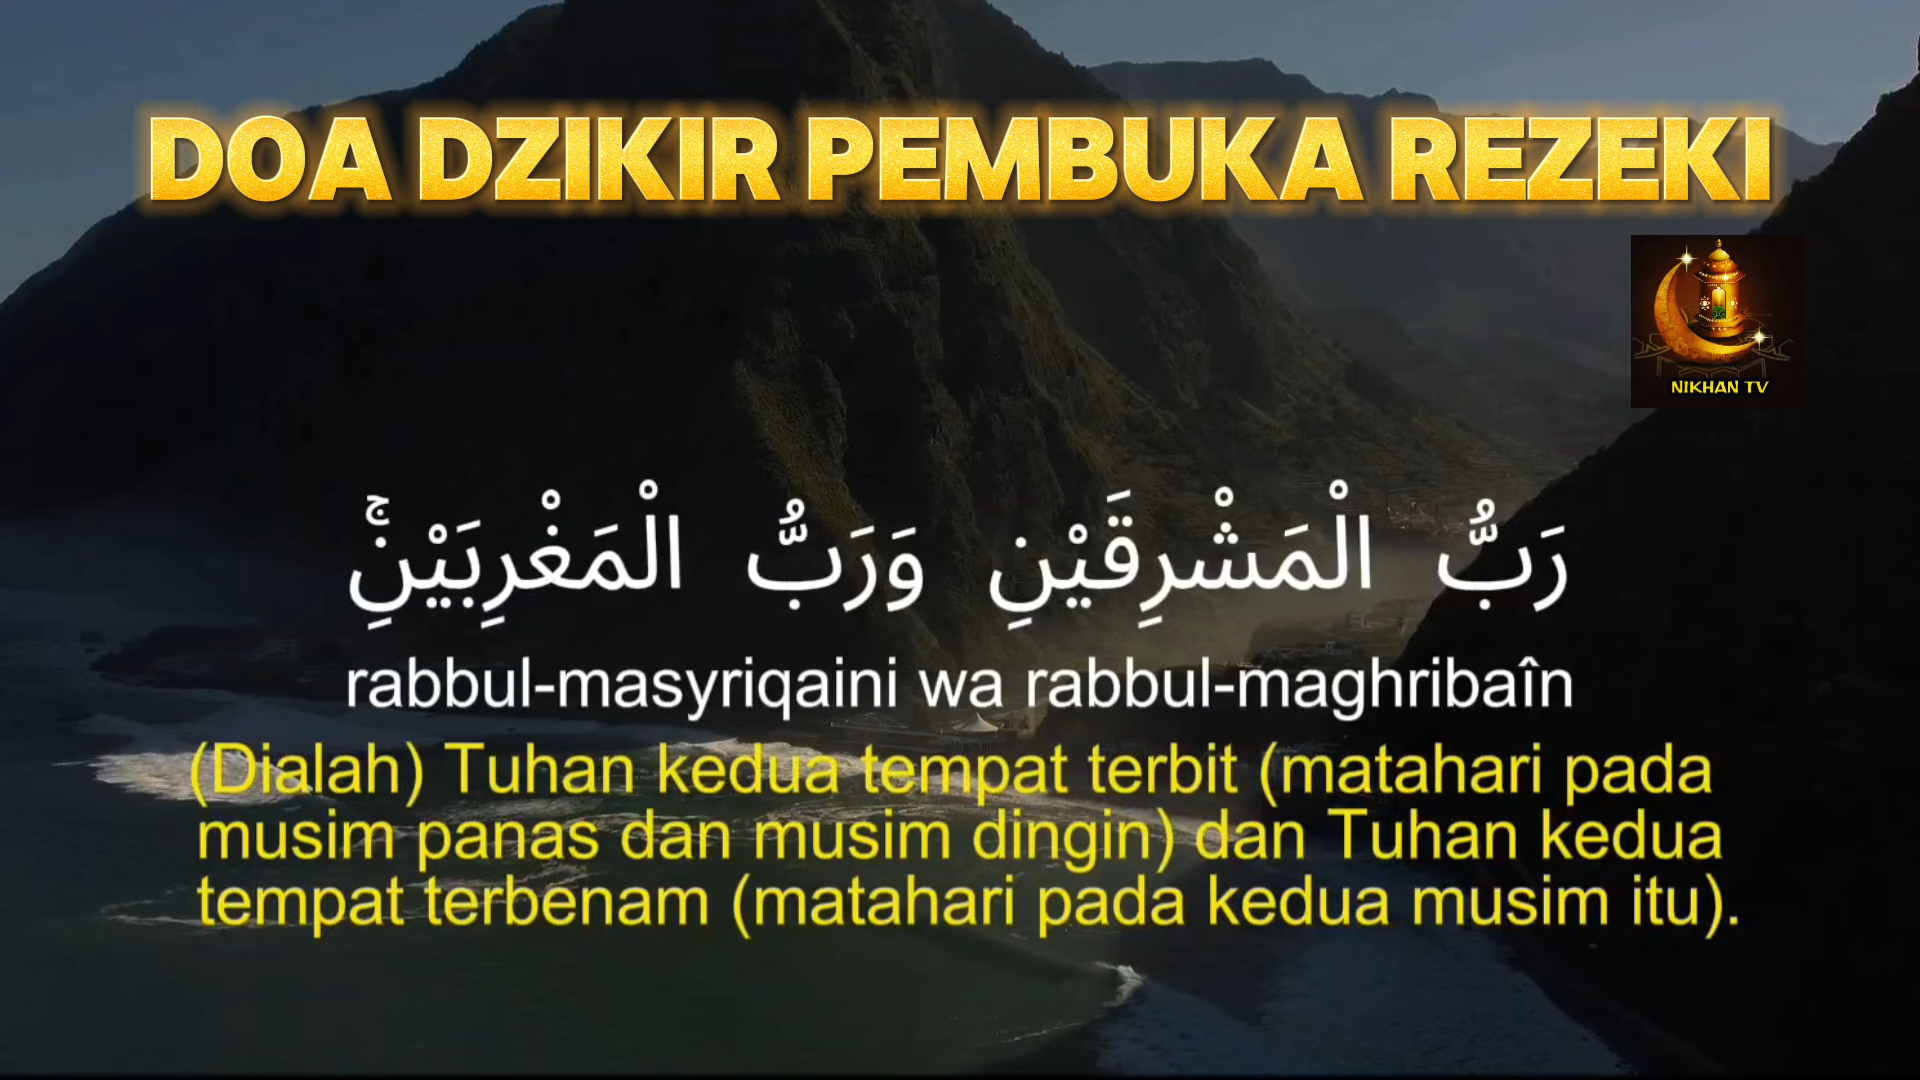 DOA DZIKIR PEMBUKA REZEKI
NIKHAN TV
رَبُّ الْمَشْرِقَيْنِ وَرَبُّ الْمَغْرِبَيْنِۚ
rabbul-masyriqaini wa rabbul-maghribaîn
(Dialah) Tuhan kedua tempat terbit (matahari pada
musim panas dan musim dingin) dan Tuhan kedua
tempat terbenam (matahari pada kedua musim itu).